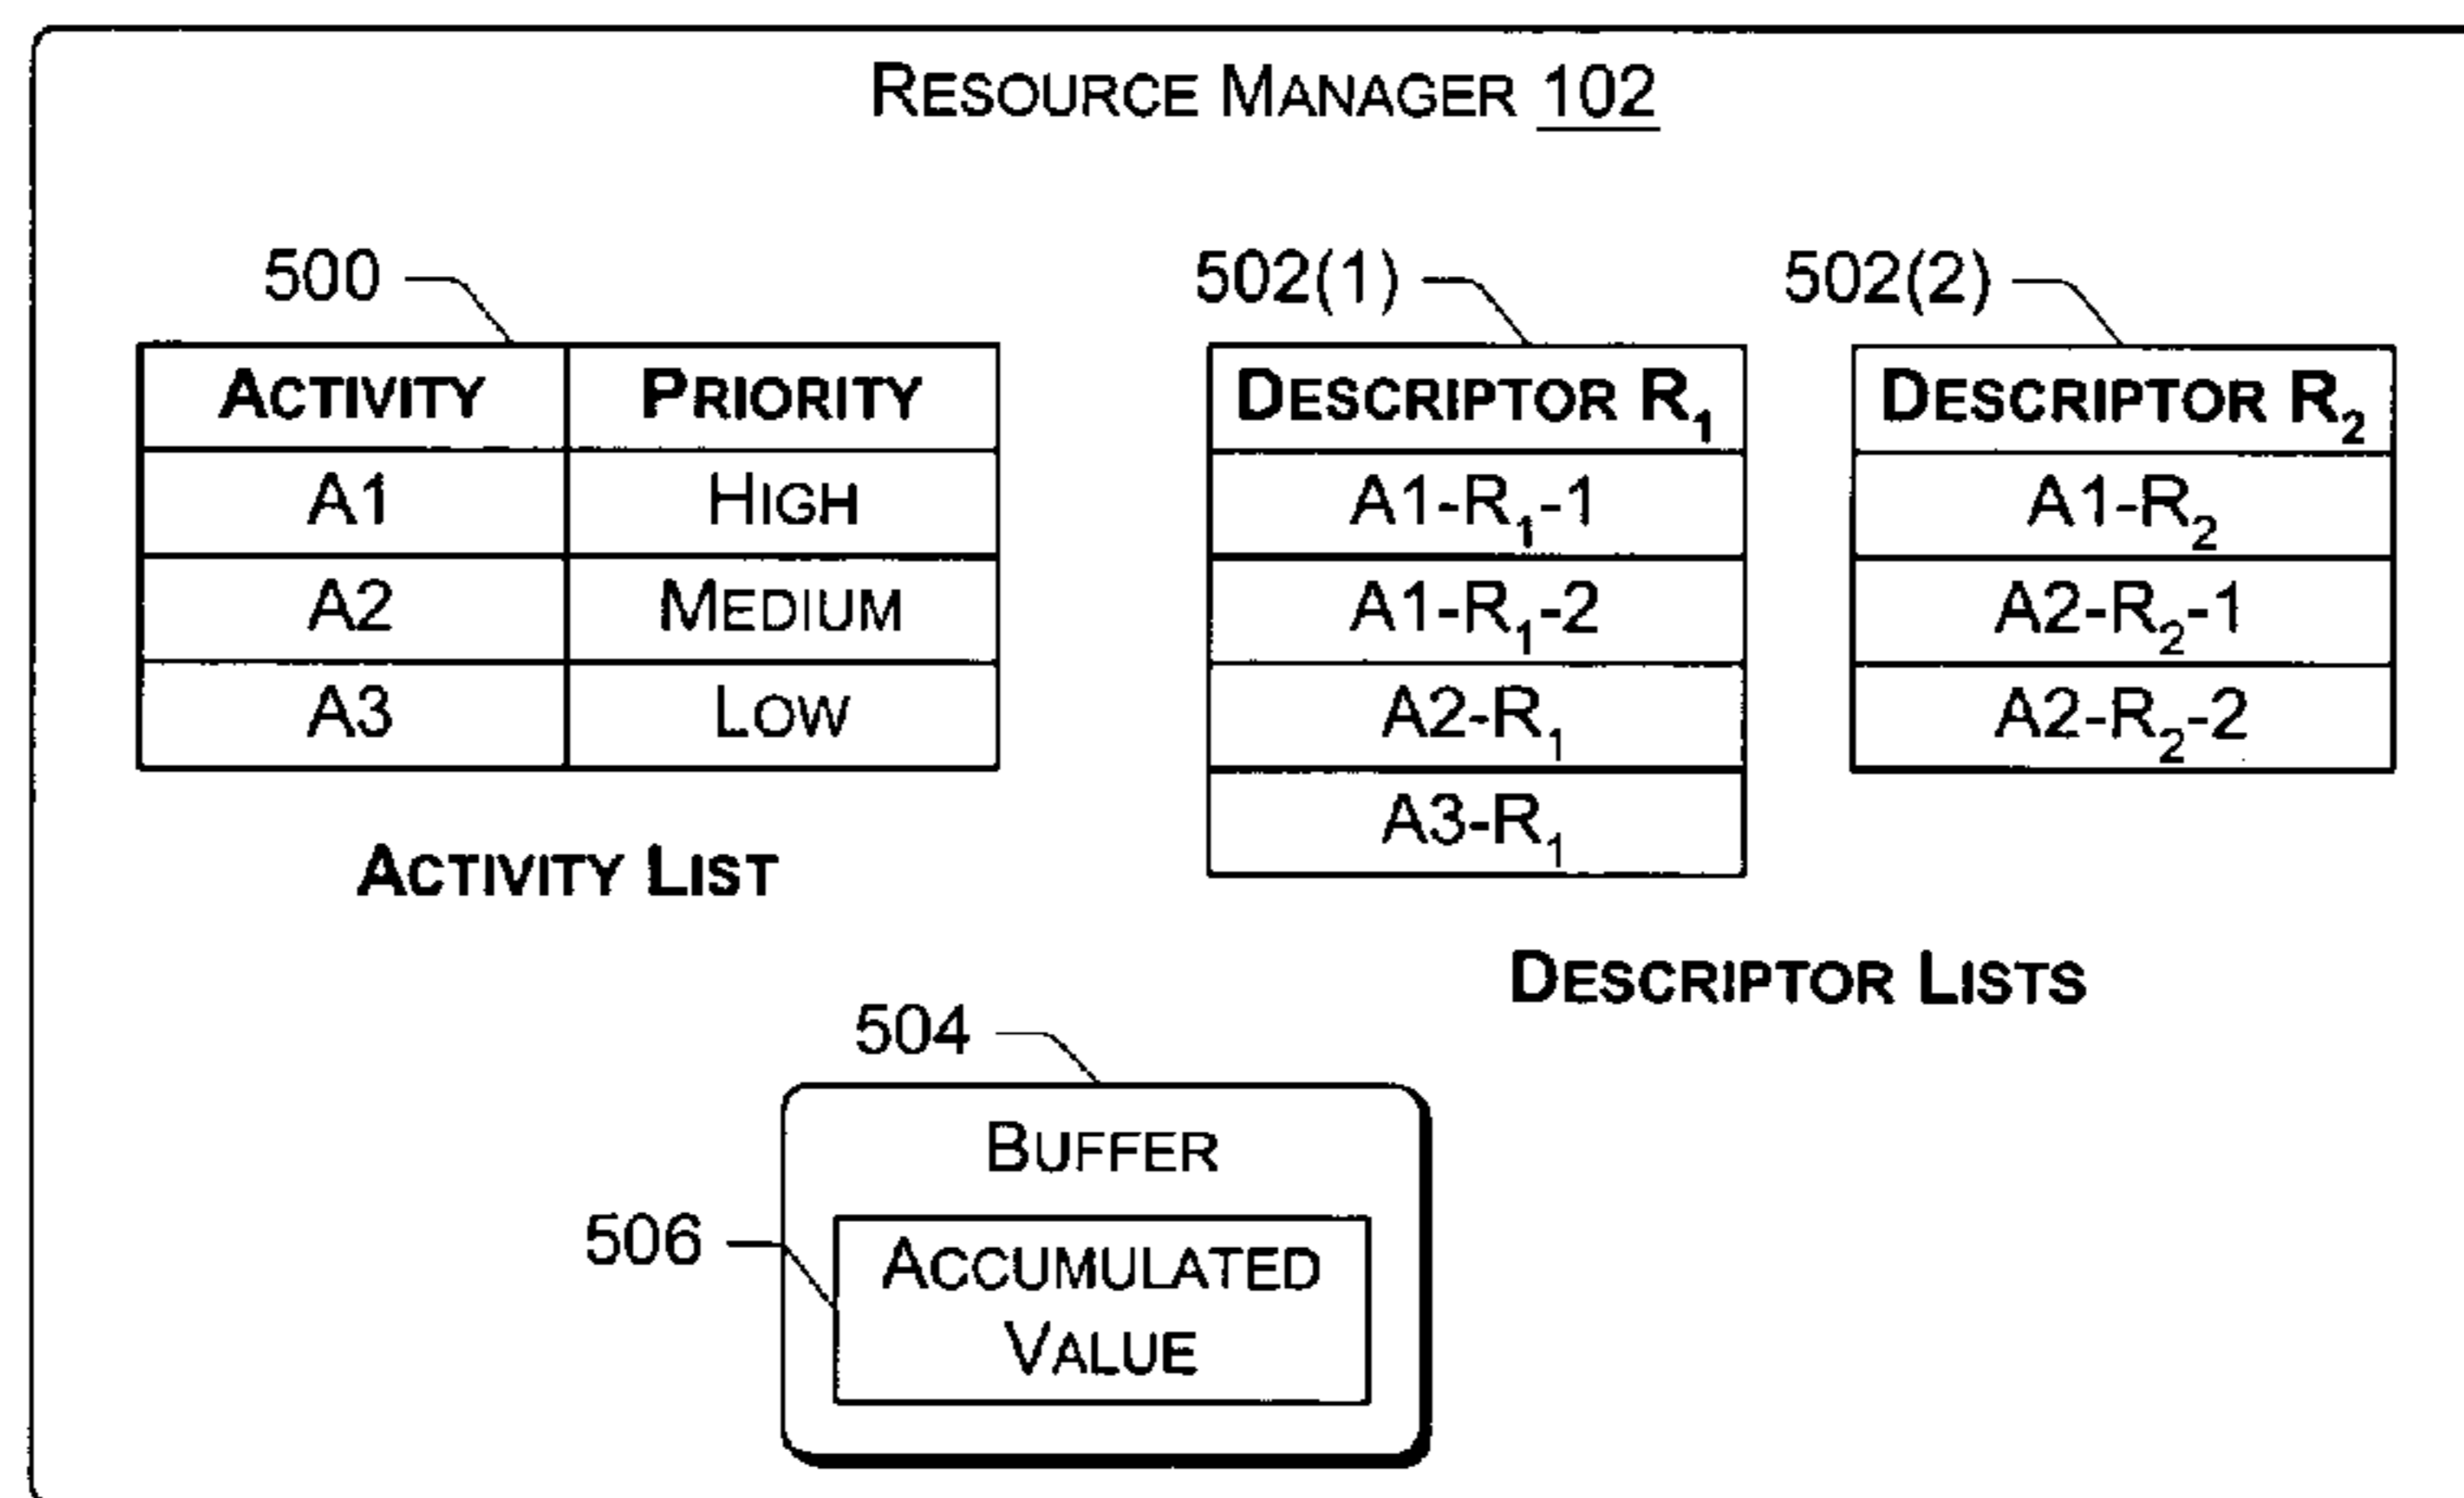 RESOURCE MANAGER 102
500
502(1)
502(2)
ACTIVITY PRIORITY
A1 HIGH
A2 MEDIUM
A3 LOW
ACTIVITY LIST
DESCRIPTOR R₁
A1-R₁-1
A1-R₁-2
A2-R₁
A3-R₁
DESCRIPTOR R₂
A1-R₂
A2-R₂-1
A2-R₂-2
DESCRIPTOR LISTS
504
BUFFER
506
ACCUMULATED
VALUE